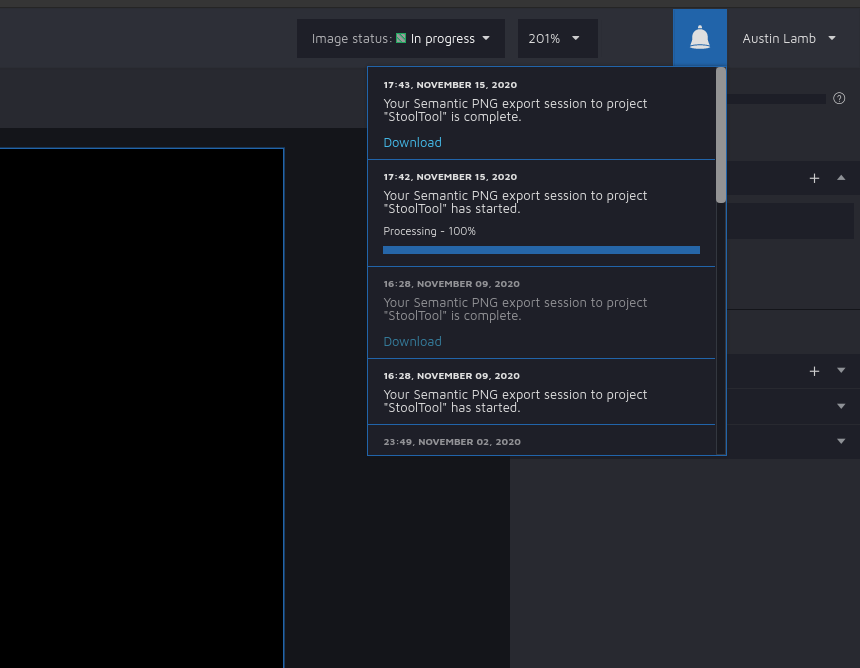 Image status: In progress
201%
Austin Lamb
17:43, NOVEMBER 15, 2020
Your Semantic PNG export session to project
"StoolTool" is complete.
Download
17:42, NOVEMBER 15, 2020
Your Semantic PNG export session to project
"StoolTool" has started.
Processing - 100%
16:28, NOVEMBER 09, 2020
Your Semantic PNG export session to project
"StoolTool" is complete.
Download
16:28, NOVEMBER 09, 2020
Your Semantic PNG export session to project
"StoolTool" has started.
23:49, NOVEMBER 02, 2020